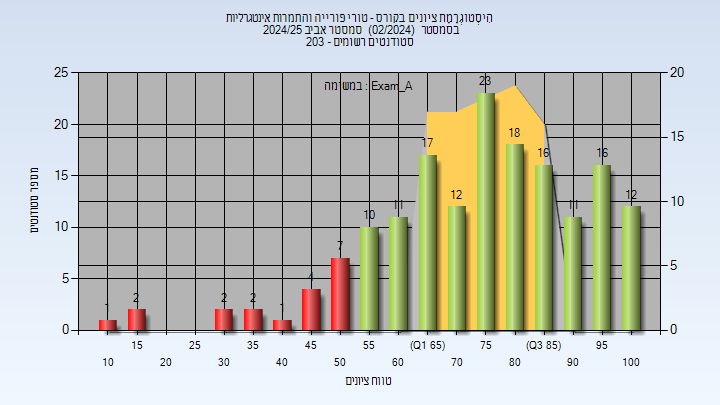 הִיסְטוֹגְרָמַת ציונים בקורס - טורי פורייה והתמרות אינטגרליות
בסמסטר (02/2024) סמסטר אביב 2024/25
סטודנטים רשומים - 203
במשימה : Exam_A
25 20 15 10 5 0
20 15 10 5 0
מספר סטודנטים
1 2 2 2 1 4 7 10 11 17 12 23 18 16 11 16 12
15 25 35 45 55 (Q1 65) 75 (Q3 85) 95
10 20 30 40 50 60 70 80 90 100
טווח ציונים